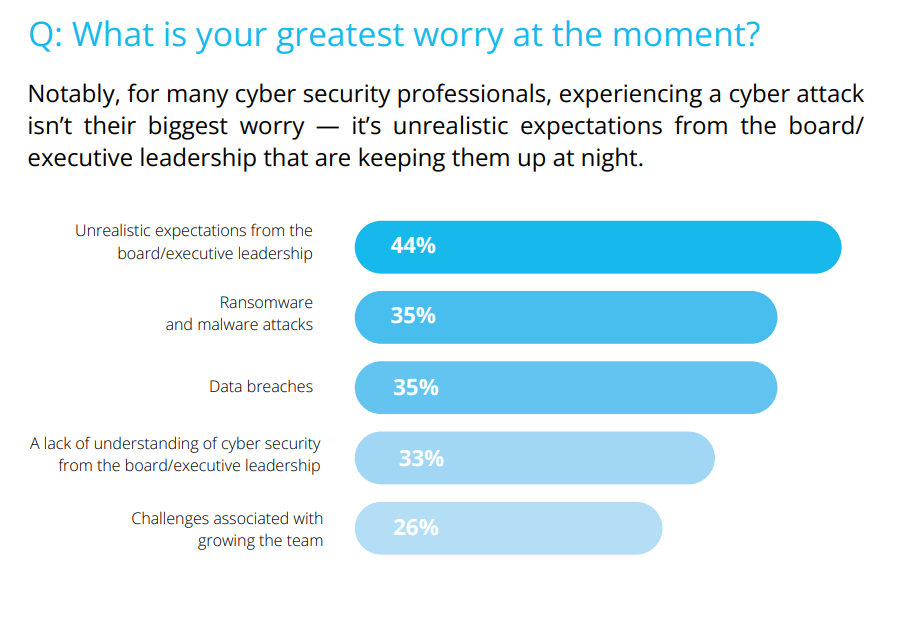 Q: What is your greatest worry at the moment?
Notably, for many cyber security professionals, experiencing a cyber attack
isn’t their biggest worry — it’s unrealistic expectations from the board/
executive leadership that are keeping them up at night.
Unrealistic expectations from the
board/executive leadership
44%
Ransomware
and malware attacks
35%
Data breaches
35%
A lack of understanding of cyber security
from the board/executive leadership
33%
Challenges associated with
growing the team
26%